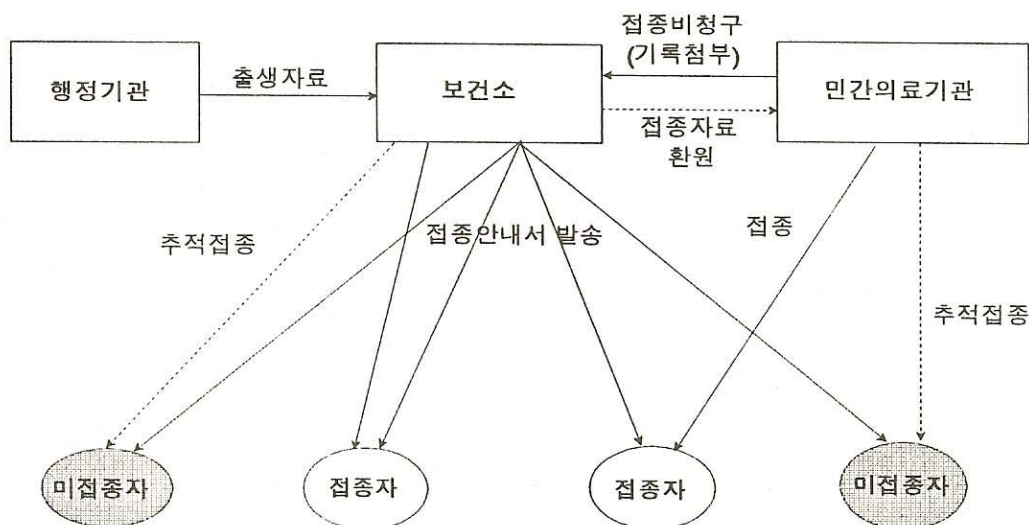 접종비청구
(기록첨부)
행정기관
출생자료
보건소
민간의료기관
접종자료
환원
추적접종
접종안내서 발송
접종
추적접종
미접종자
접종자
접종자
미접종자